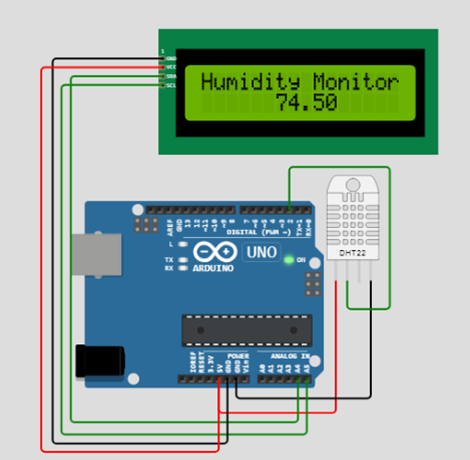 1
GND
VCC
SDA
SCL
Humidity Monitor
74.50
AREF
GND
13
12
~11
~10
~9
8
7
~6
~5
4
~3
2
TX→1
RX←0
DIGITAL (PWM ~)
L
TX
RX
UNO
ON
ARDUINO
DHT22
IOREF
RESET
3.3V
5V
GND
GND
Vin
POWER
ANALOG IN
A0
A1
A2
A3
A4
A5